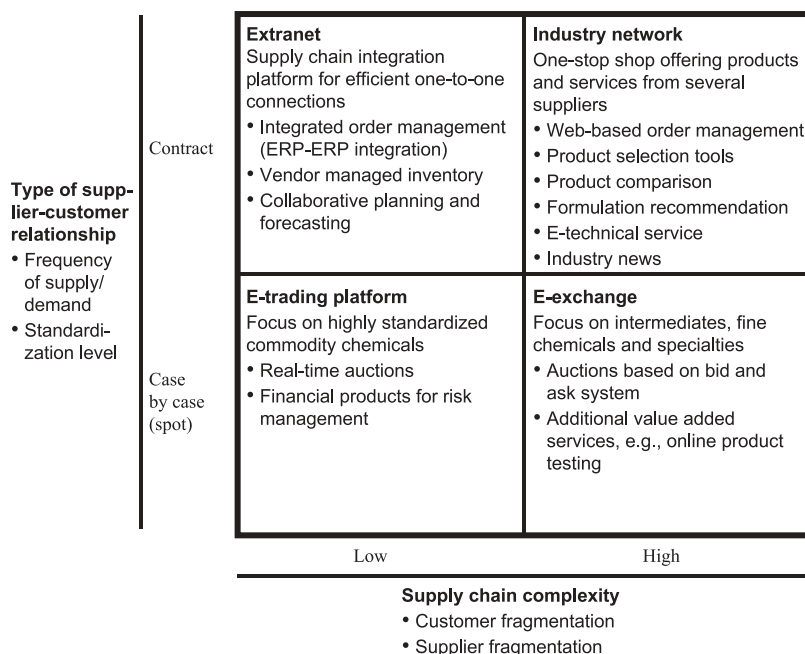 Type of supp-
lier-customer
relationship
• Frequency
of supply/
demand
• Standardi-
zation level
Contract
Case
by case
(spot)
Extranet
Supply chain integration
platform for efficient one-to-one
connections
• Integrated order management
(ERP-ERP integration)
• Vendor managed inventory
• Collaborative planning and
forecasting
Industry network
One-stop shop offering products
and services from several
suppliers
• Web-based order management
• Product selection tools
• Product comparison
• Formulation recommendation
• E-technical service
• Industry news
E-trading platform
Focus on highly standardized
commodity chemicals
• Real-time auctions
• Financial products for risk
management
E-exchange
Focus on intermediates, fine
chemicals and specialties
• Auctions based on bid and
ask system
• Additional value added
services, e.g., online product
testing
Low
High
Supply chain complexity
• Customer fragmentation
• Supplier fragmentation